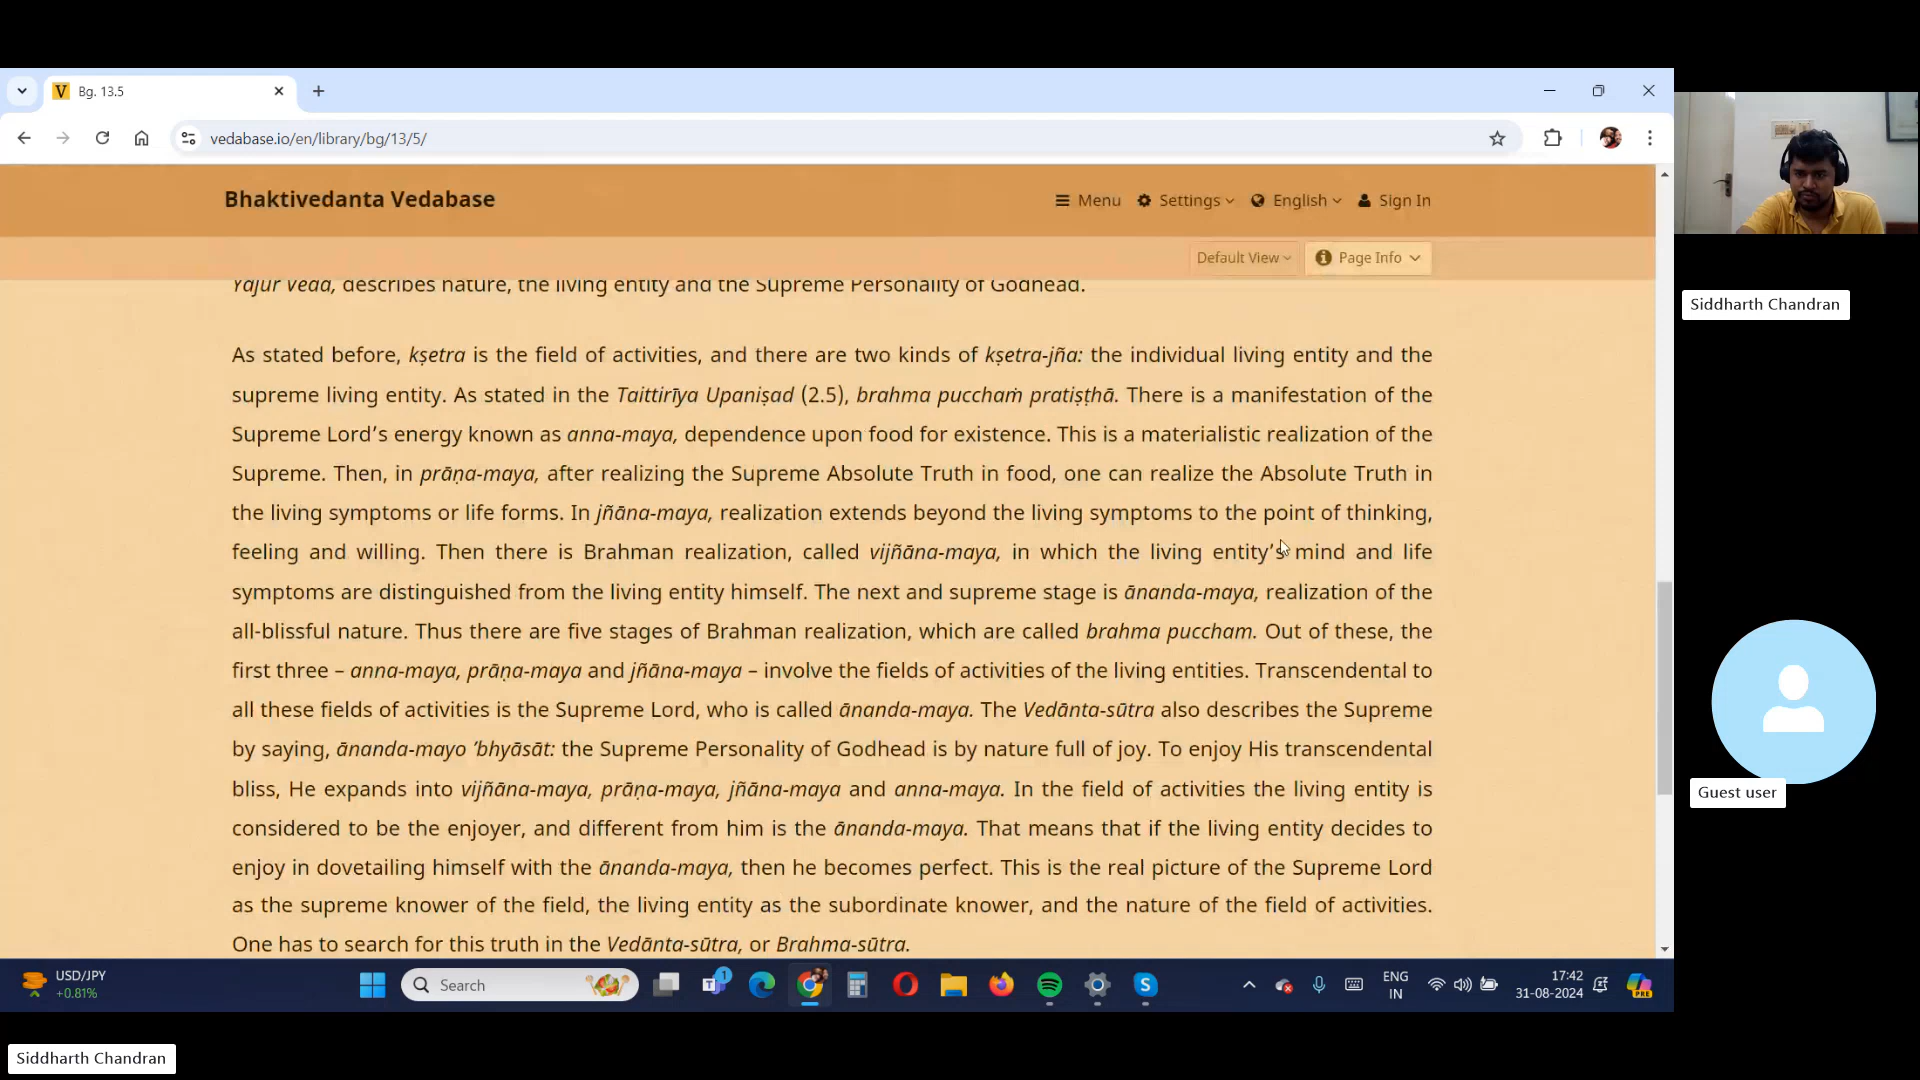 Bg. 13.5
vedabase.io/en/library/bg/13/5/
Bhaktivedanta Vedabase
Menu
Settings
English
Sign In
Default View
Page Info
Yajur Veda, describes nature, the living entity and the Supreme Personality of Godhead.
As stated before, kṣetra is the field of activities, and there are two kinds of kṣetra-jña: the individual living entity and the
supreme living entity. As stated in the Taittirīya Upaniṣad (2.5), brahma pucchaṁ pratiṣṭhā. There is a manifestation of the
Supreme Lord’s energy known as anna-maya, dependence upon food for existence. This is a materialistic realization of the
Supreme. Then, in prāṇa-maya, after realizing the Supreme Absolute Truth in food, one can realize the Absolute Truth in
the living symptoms or life forms. In jñāna-maya, realization extends beyond the living symptoms to the point of thinking,
feeling and willing. Then there is Brahman realization, called vijñāna-maya, in which the living entity’s mind and life
symptoms are distinguished from the living entity himself. The next and supreme stage is ānanda-maya, realization of the
all-blissful nature. Thus there are five stages of Brahman realization, which are called brahma puccham. Out of these, the
first three – anna-maya, prāṇa-maya and jñāna-maya – involve the fields of activities of the living entities. Transcendental to
all these fields of activities is the Supreme Lord, who is called ānanda-maya. The Vedānta-sūtra also describes the Supreme
by saying, ānanda-mayo ’bhyāsāt: the Supreme Personality of Godhead is by nature full of joy. To enjoy His transcendental
bliss, He expands into vijñāna-maya, prāṇa-maya, jñāna-maya and anna-maya. In the field of activities the living entity is
considered to be the enjoyer, and different from him is the ānanda-maya. That means that if the living entity decides to
enjoy in dovetailing himself with the ānanda-maya, then he becomes perfect. This is the real picture of the Supreme Lord
as the supreme knower of the field, the living entity as the subordinate knower, and the nature of the field of activities.
One has to search for this truth in the Vedānta-sūtra, or Brahma-sūtra.
Siddharth Chandran
Guest user
USD/JPY
+0.81%
Search
1
ENG
IN
17:42
31-08-2024
PRE
Siddharth Chandran